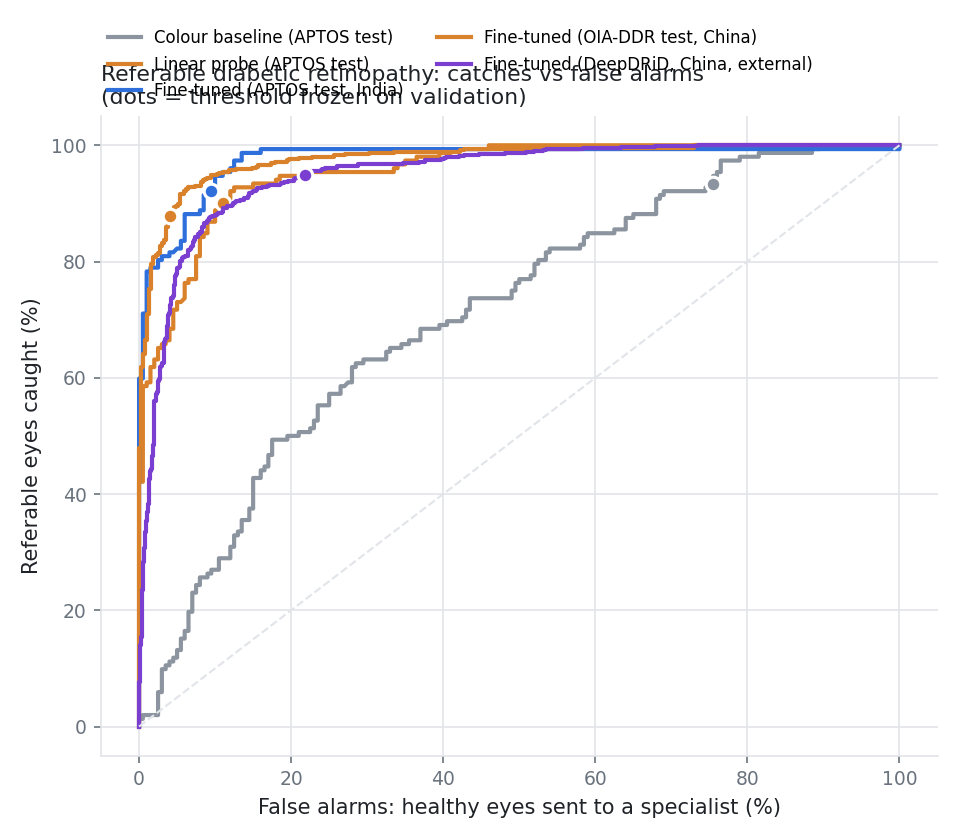 Colour baseline (APTOS test)
Linear probe (APTOS test)
Fine-tuned (APTOS test, India)
Fine-tuned (OIA-DDR test, China)
Fine-tuned (DeepDRiD, China, external)
Referable diabetic retinopathy: catches vs false alarms
(dots = threshold frozen on validation)
Referable eyes caught (%)
100
80
60
40
20
0
0 20 40 60 80 100
False alarms: healthy eyes sent to a specialist (%)